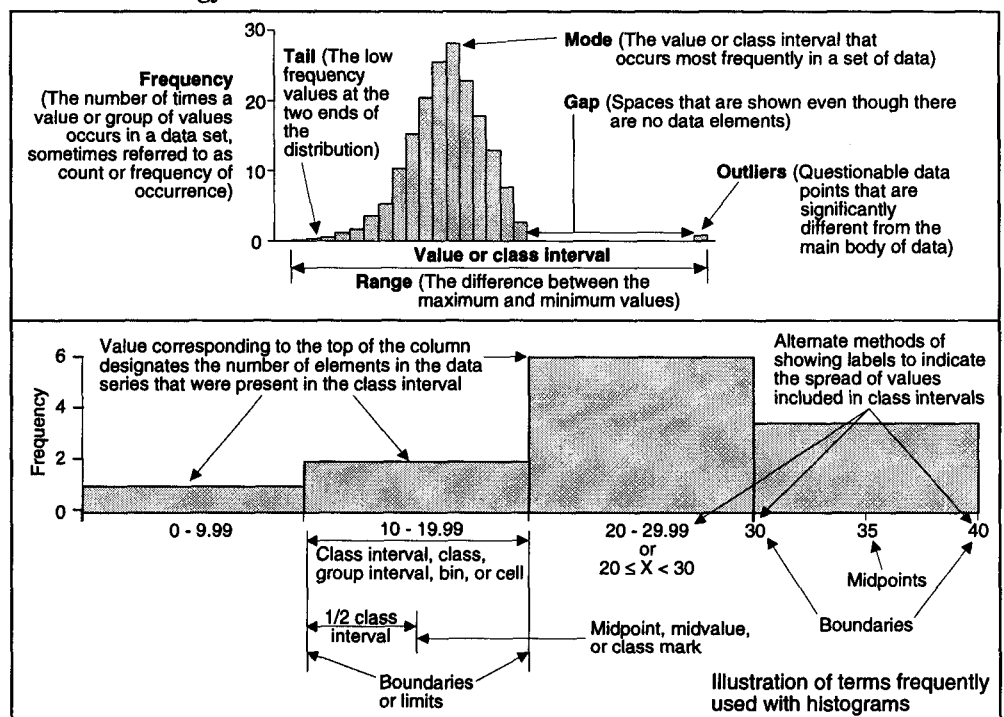 30
20
10
0
Frequency
(The number of times a
value or group of values
occurs in a data set,
sometimes referred to as
count or frequency of
occurrence)
Tail (The low
frequency
values at the
two ends of
the
distribution)
Mode (The value or class interval that
occurs most frequently in a set of data)
Gap (Spaces that are shown even though there
are no data elements)
Outliers (Questionable data
points that are
significantly
different from the
main body of data)
Value or class interval
Range (The difference between the
maximum and minimum values)
Value corresponding to the top of the column
designates the number of elements in the data
series that were present in the class interval
Alternate methods of
showing labels to indicate
the spread of values
included in class intervals
Frequency
6
4
2
0
0 - 9.99
10 - 19.99
20 - 29.99
or
20 ≤ X < 30
30
35
40
Class interval, class,
group interval, bin, or cell
1/2 class
interval
Midpoint, midvalue,
or class mark
Boundaries
or limits
Midpoints
Boundaries
Illustration of terms frequently
used with histograms